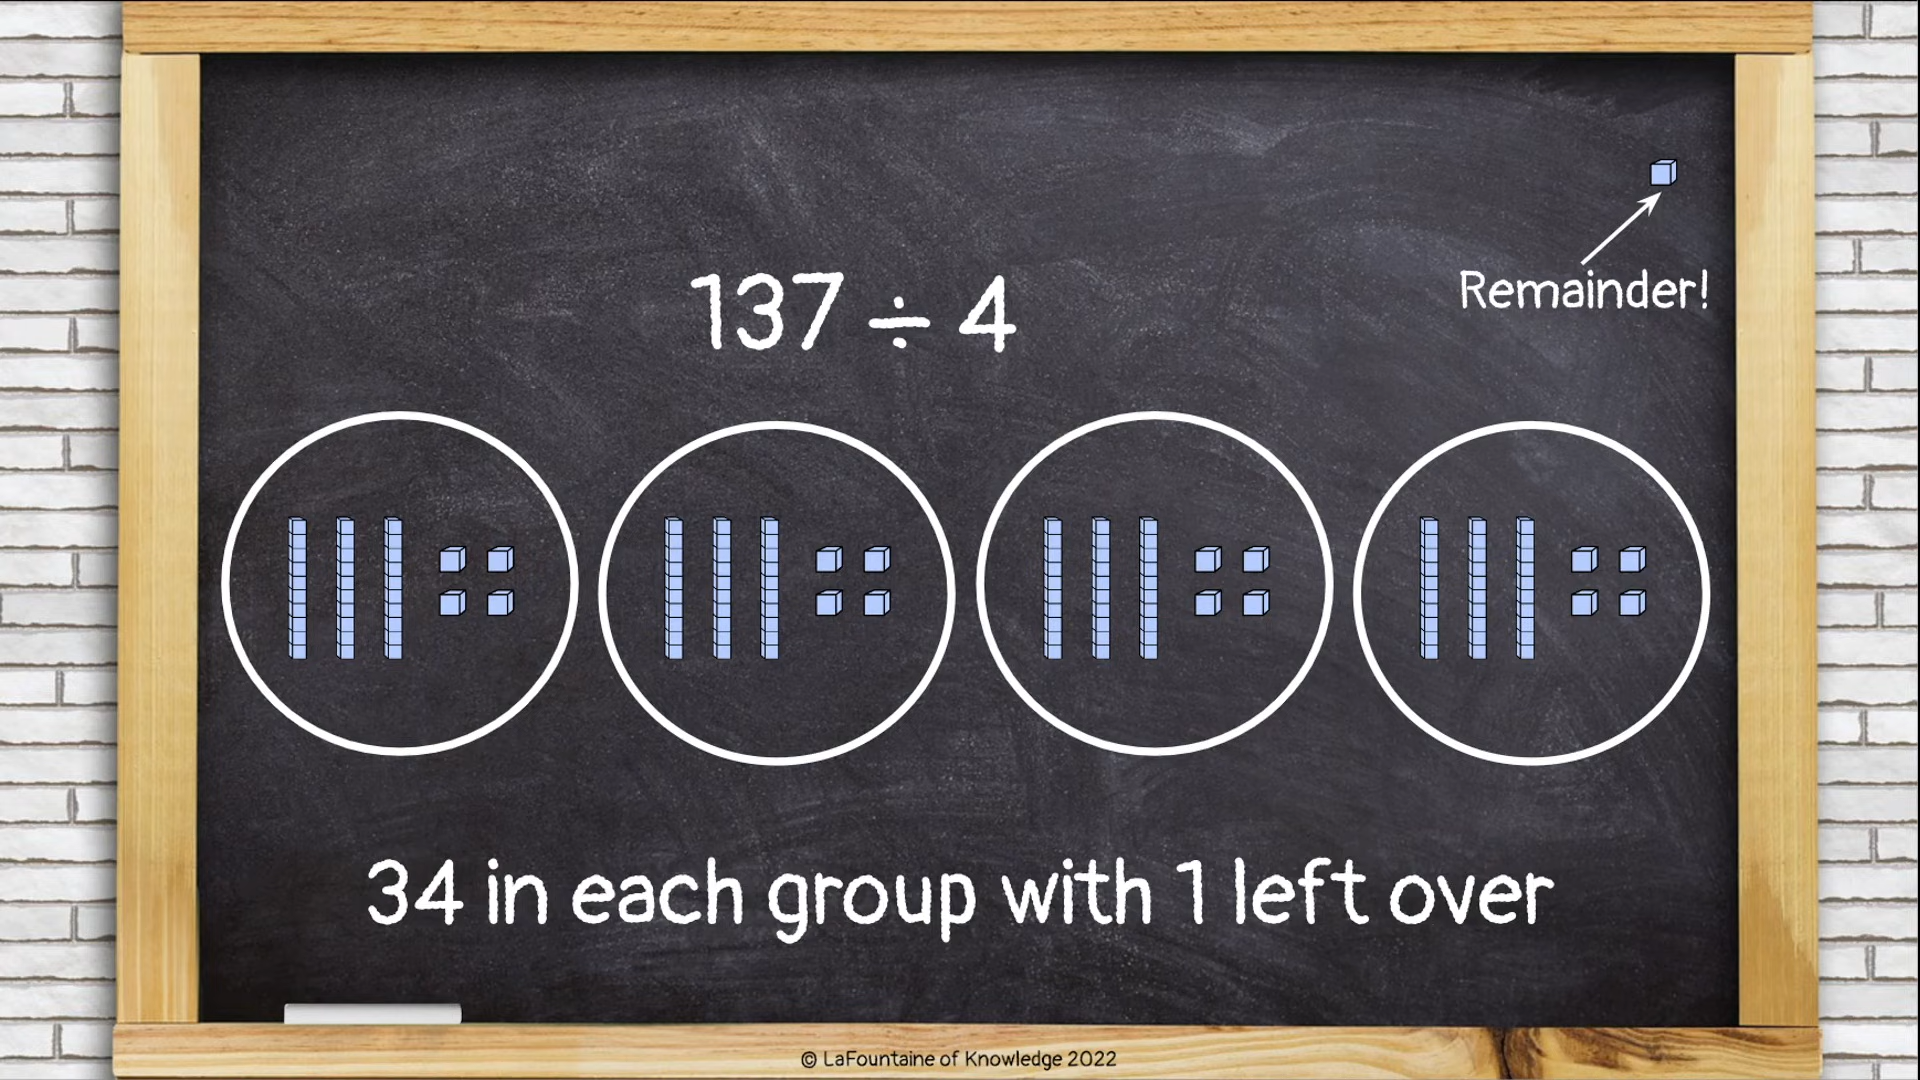 Remainder!
137 ÷ 4
34 in each group with 1 left over
© LaFountaine of Knowledge 2022